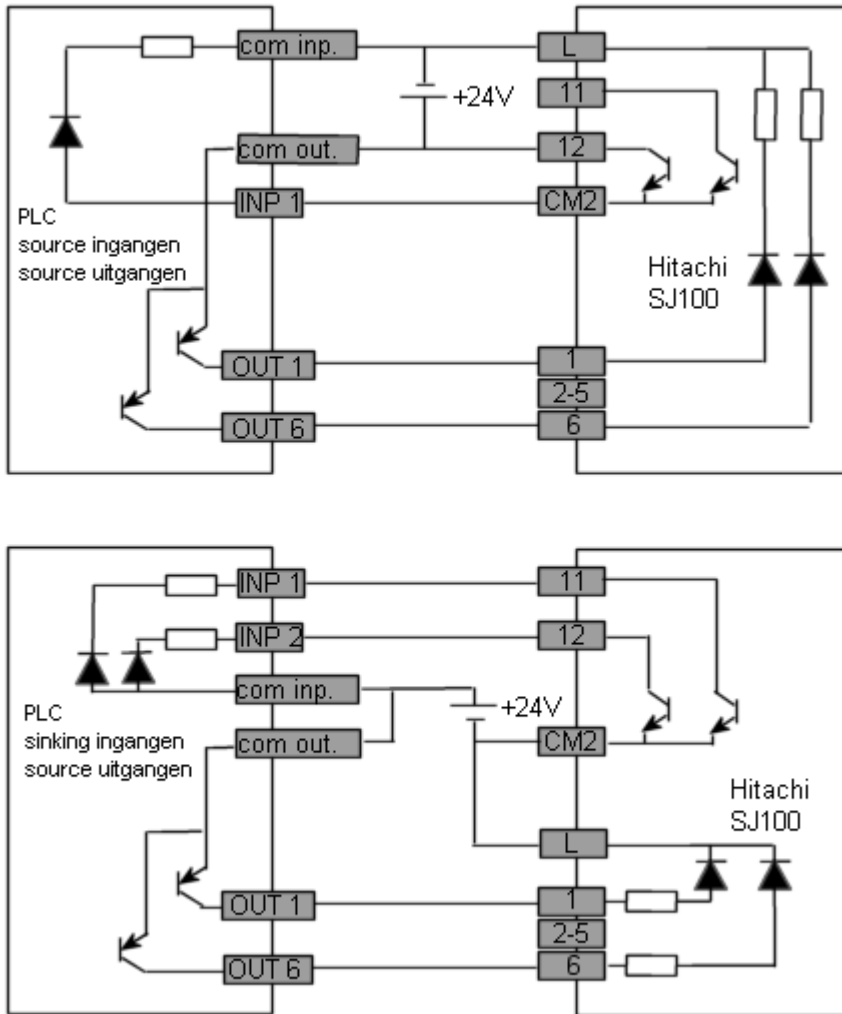 com inp.
L
+24V
11
com out.
12
INP 1
CM2
PLC
source ingangen
source uitgangen
Hitachi
SJ100
OUT 1
1
2-5
OUT 6
6
INP 1
11
INP 2
12
com inp.
+24V
PLC
sinking ingangen
source uitgangen
com out.
CM2
Hitachi
SJ100
L
OUT 1
1
2-5
OUT 6
6